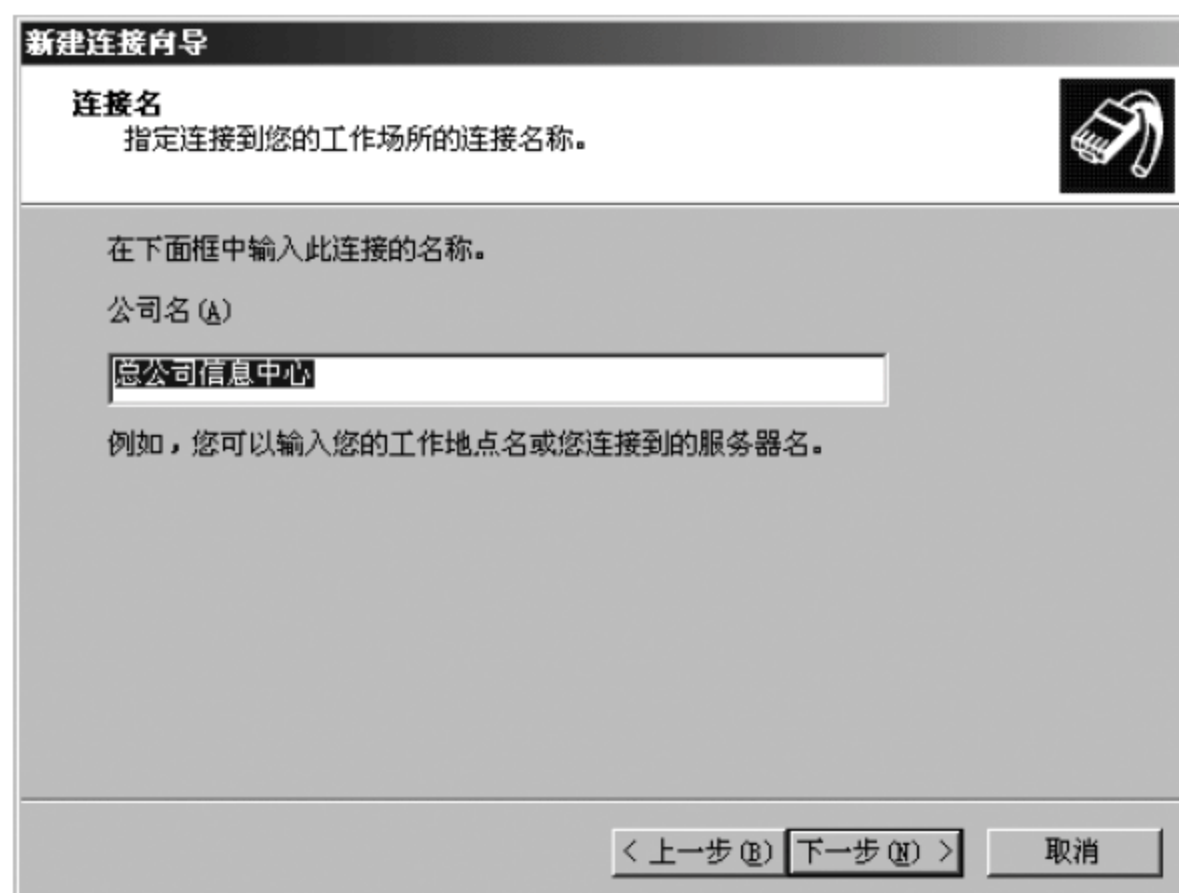 新建连接向导
连接名
指定连接到您的工作场所的连接名称。
在下面框中输入此连接的名称。
公司名(A)
总公司信息中心
例如，您可以输入您的工作地点名或您连接到的服务器名。
< 上一步(B) 下一步(N) > 取消